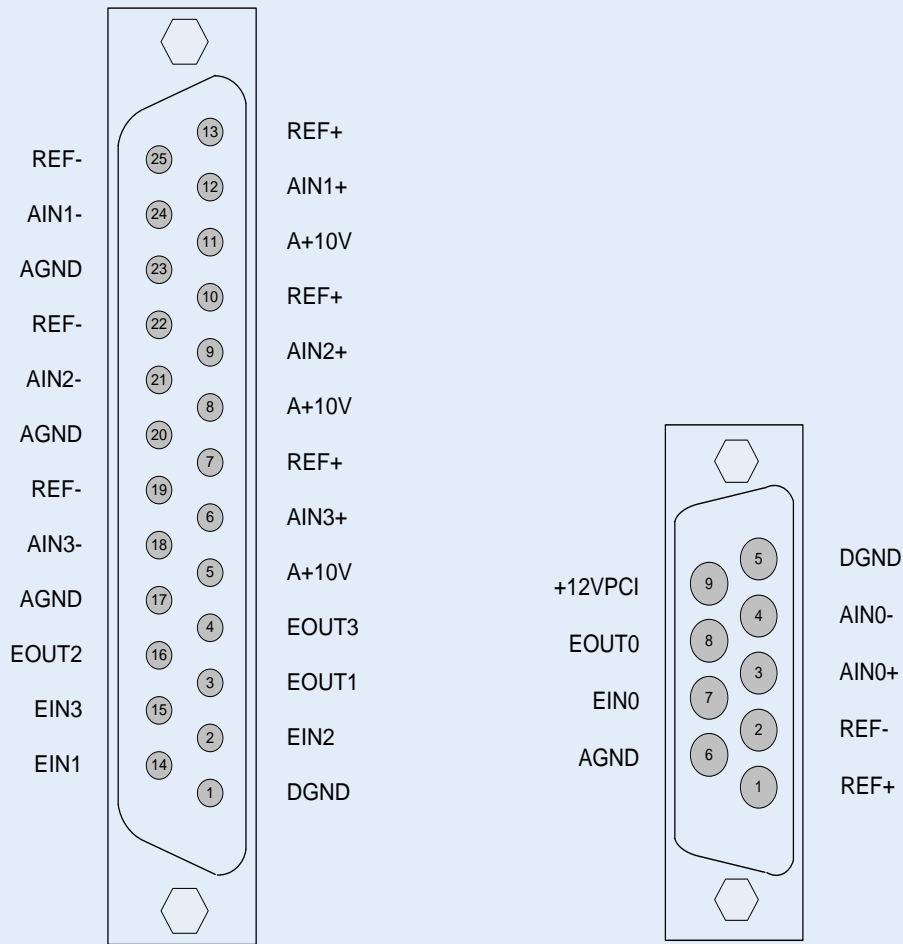 13 REF+
REF- 25
12 AIN1+
AIN1- 24
11 A+10V
AGND 23
10 REF+
REF- 22
9 AIN2+
AIN2- 21
8 A+10V
AGND 20
7 REF+
REF- 19
6 AIN3+
AIN3- 18
5 A+10V
AGND 17
4 EOUT3
EOUT2 16
3 EOUT1
EIN3 15
2 EIN2
EIN1 14
1 DGND
5 DGND
+12VPCI 9
4 AIN0-
EOUT0 8
3 AIN0+
EIN0 7
2 REF-
AGND 6
1 REF+